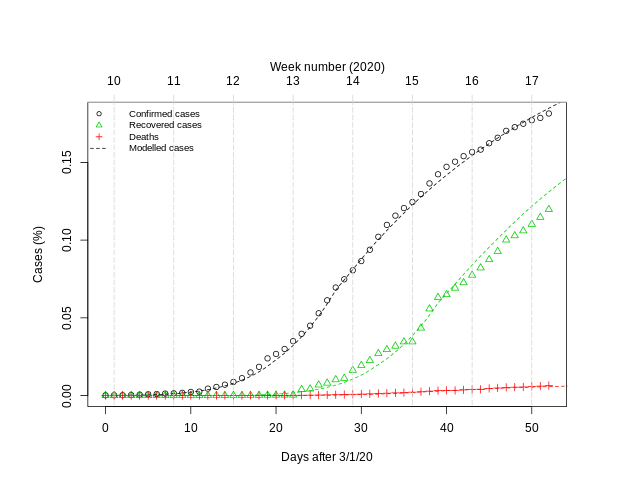 Week number (2020)
10 11 12 13 14 15 16 17
Confirmed cases
Recovered cases
Deaths
Modelled cases
Cases (%)
0.15
0.10
0.05
0.00
0 10 20 30 40 50
Days after 3/1/20